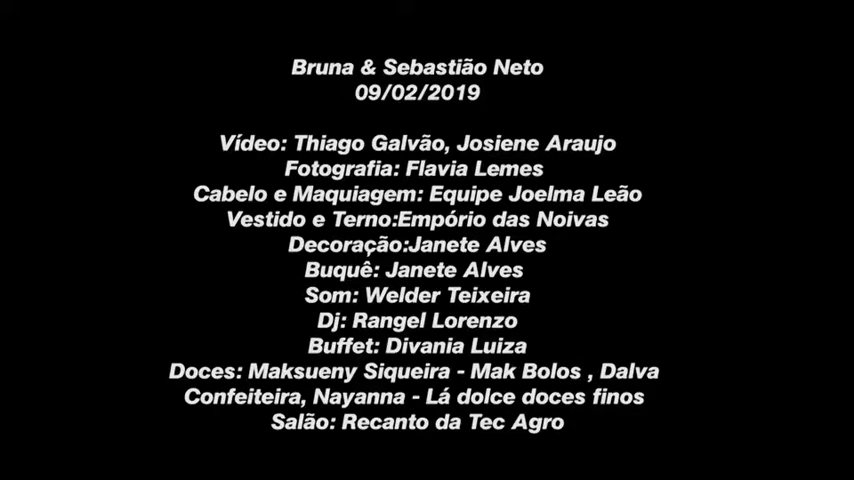 Bruna & Sebastião Neto
09/02/2019
Vídeo: Thiago Galvão, Josiene Araujo
Fotografia: Flavia Lemes
Cabelo e Maquiagem: Equipe Joelma Leão
Vestido e Terno:Empório das Noivas
Decoração:Janete Alves
Buquê: Janete Alves
Som: Welder Teixeira
Dj: Rangel Lorenzo
Buffet: Divania Luiza
Doces: Maksueny Siqueira - Mak Bolos , Dalva
Confeiteira, Nayanna - Lá dolce doces finos
Salão: Recanto da Tec Agro